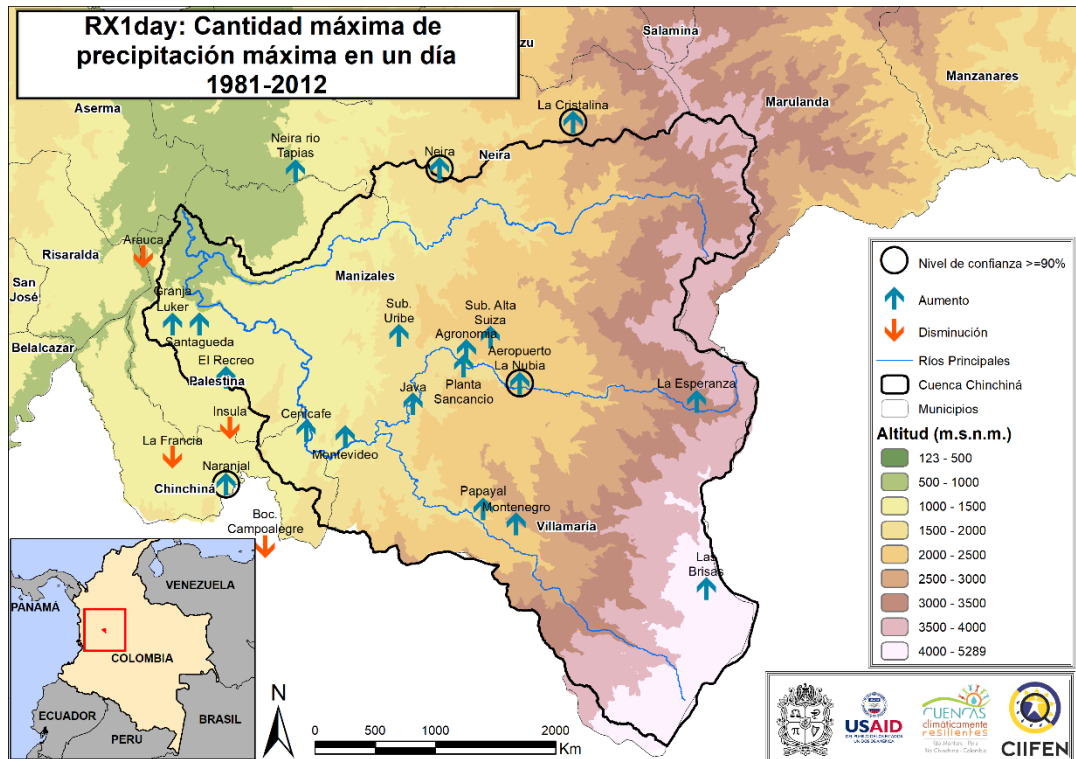 RX1day: Cantidad máxima de
precipitación máxima en un día
1981-2012
Salamina
Manzanares
Aserma
zu
Marulanda
La Cristalina
Neira rio
Tapias
Neira
Neira
Arauca
Risaralda
San
José
Manizales
Granja
Luker
Santagueda
Belalcazar
Sub.
Uribe
Sub. Alta
Suiza
Agronomia
Aeropuerto
La Nubia
El Recreo
Palestina
Java
Planta
Sancancio
La Esperanza
Insula
Cenicafe
La Francia
Montevideo
Naranjal
Chinchiná
Papayal
Montenegro
Villamaría
Boc.
Campoalegre
Las
Brisas
Nivel de confianza >=90%
Aumento
Disminución
Ríos Principales
Cuenca Chinchiná
Municipios
Altitud (m.s.n.m.)
123 - 500
500 - 1000
1000 - 1500
1500 - 2000
2000 - 2500
2500 - 3000
3000 - 3500
3500 - 4000
4000 - 5289
VENEZUELA
PANAMÁ
COLOMBIA
ECUADOR
BRASIL
PERU
N
0 500 1000 2000
Km
USAID
CUENCAS
climáticamente
resilientes
CIIFEN